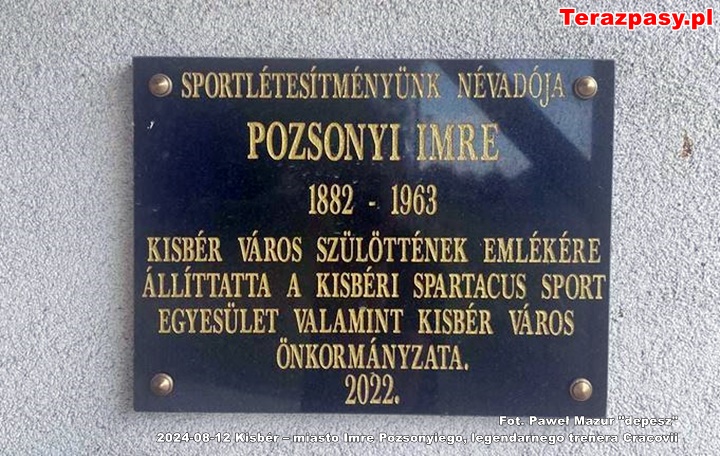 Terazpasy.pl
SPORTLÉTESÍTMÉNYÜNK NÉVADÓJA
POZSONYI IMRE
1882 - 1963
KISBÉR VÁROS SZÜLÖTTÉNEK EMLÉKÉRE
ÁLLÍTTATTA A KISBÉRI SPARTACUS SPORT
EGYESÜLET VALAMINT KISBÉR VÁROS
ÖNKORMÁNYZATA.
2022.
Fot. Paweł Mazur "depesz"
2024-08-12 Kisbér – miasto Imre Pozsonyiego, legendarnego trenera Cracovii